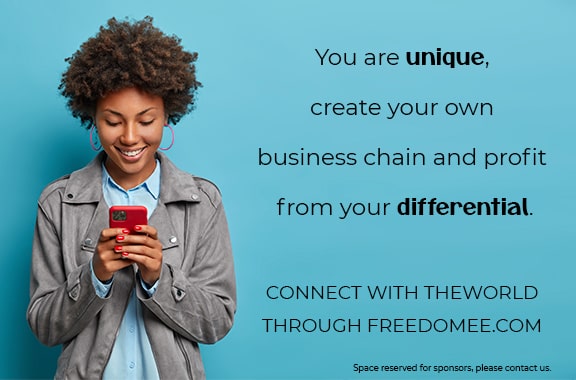 You are unique,
create your own
business chain and profit
from your differential.
CONNECT WITH THEWORLD
THROUGH FREEDOMEE.COM
Space reserved for sponsors, please contact us.